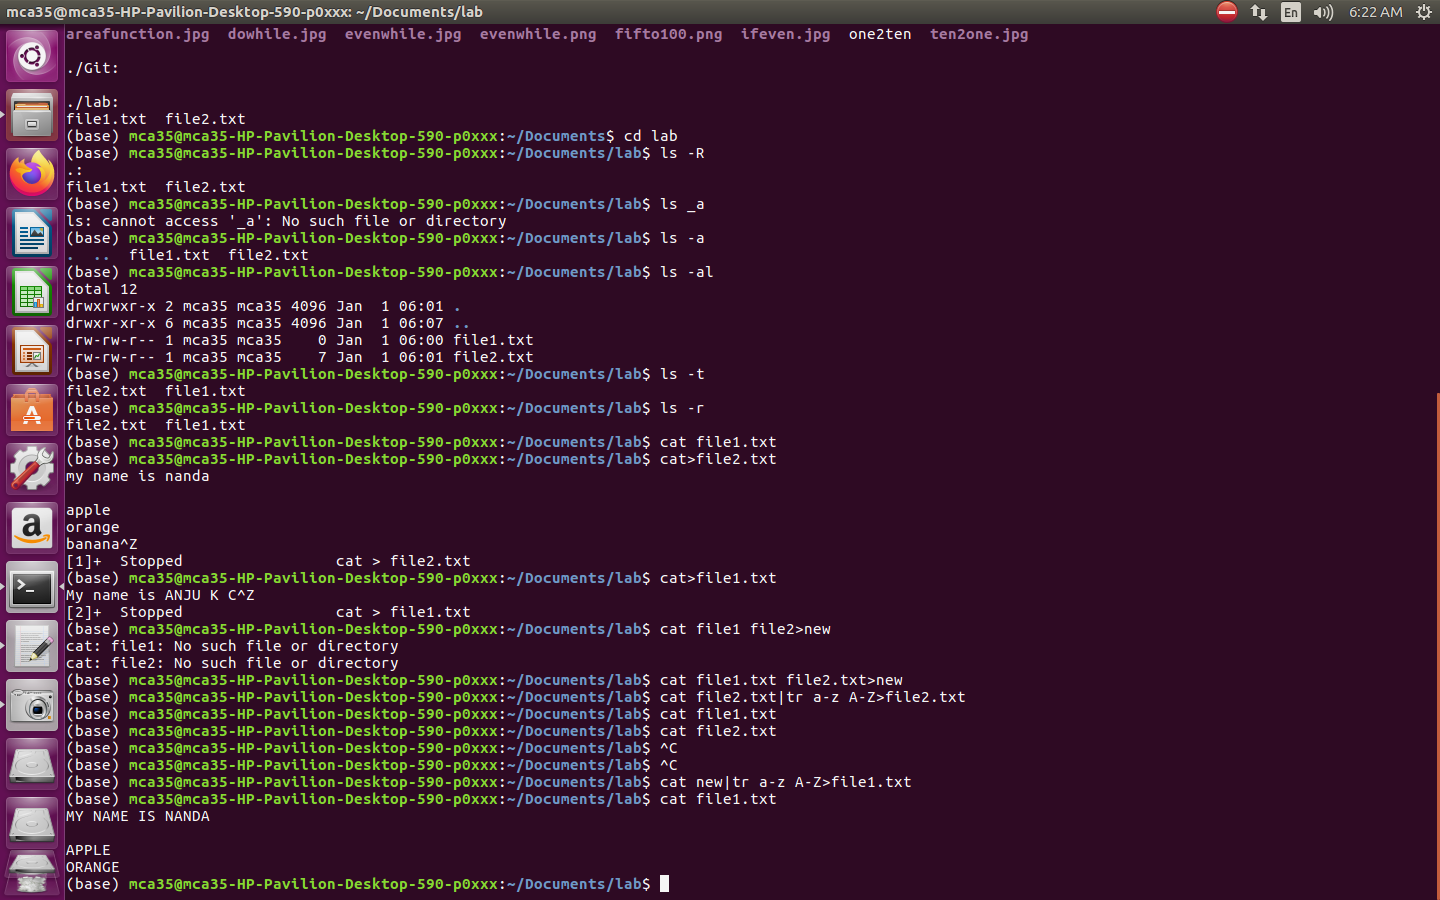 mca35@mca35-HP-Pavilion-Desktop-590-p0xxx: ~/Documents/lab
En
6:22 AM
areafunction.jpg  dowhile.jpg  evenwhile.jpg  evenwhile.png  fifto100.png  ifeven.jpg  one2ten  ten2one.jpg
./Git:
./lab:
file1.txt  file2.txt
(base) mca35@mca35-HP-Pavilion-Desktop-590-p0xxx:~/Documents$ cd lab
(base) mca35@mca35-HP-Pavilion-Desktop-590-p0xxx:~/Documents/lab$ ls -R
.:
file1.txt  file2.txt
(base) mca35@mca35-HP-Pavilion-Desktop-590-p0xxx:~/Documents/lab$ ls _a
ls: cannot access '_a': No such file or directory
(base) mca35@mca35-HP-Pavilion-Desktop-590-p0xxx:~/Documents/lab$ ls -a
.  ..  file1.txt  file2.txt
(base) mca35@mca35-HP-Pavilion-Desktop-590-p0xxx:~/Documents/lab$ ls -al
total 12
drwxrwxr-x 2 mca35 mca35 4096 Jan  1 06:01 .
drwxr-xr-x 6 mca35 mca35 4096 Jan  1 06:07 ..
-rw-rw-r-- 1 mca35 mca35    0 Jan  1 06:00 file1.txt
-rw-rw-r-- 1 mca35 mca35    7 Jan  1 06:01 file2.txt
(base) mca35@mca35-HP-Pavilion-Desktop-590-p0xxx:~/Documents/lab$ ls -t
file2.txt  file1.txt
(base) mca35@mca35-HP-Pavilion-Desktop-590-p0xxx:~/Documents/lab$ ls -r
file2.txt  file1.txt
(base) mca35@mca35-HP-Pavilion-Desktop-590-p0xxx:~/Documents/lab$ cat file1.txt
(base) mca35@mca35-HP-Pavilion-Desktop-590-p0xxx:~/Documents/lab$ cat>file2.txt
my name is nanda
apple
orange
banana^Z
[1]+  Stopped                 cat > file2.txt
(base) mca35@mca35-HP-Pavilion-Desktop-590-p0xxx:~/Documents/lab$ cat>file1.txt
My name is ANJU K C^Z
[2]+  Stopped                 cat > file1.txt
(base) mca35@mca35-HP-Pavilion-Desktop-590-p0xxx:~/Documents/lab$ cat file1 file2>new
cat: file1: No such file or directory
cat: file2: No such file or directory
(base) mca35@mca35-HP-Pavilion-Desktop-590-p0xxx:~/Documents/lab$ cat file1.txt file2.txt>new
(base) mca35@mca35-HP-Pavilion-Desktop-590-p0xxx:~/Documents/lab$ cat file2.txt|tr a-z A-Z>file2.txt
(base) mca35@mca35-HP-Pavilion-Desktop-590-p0xxx:~/Documents/lab$ cat file1.txt
(base) mca35@mca35-HP-Pavilion-Desktop-590-p0xxx:~/Documents/lab$ cat file2.txt
(base) mca35@mca35-HP-Pavilion-Desktop-590-p0xxx:~/Documents/lab$ ^C
(base) mca35@mca35-HP-Pavilion-Desktop-590-p0xxx:~/Documents/lab$ ^C
(base) mca35@mca35-HP-Pavilion-Desktop-590-p0xxx:~/Documents/lab$ cat new|tr a-z A-Z>file1.txt
(base) mca35@mca35-HP-Pavilion-Desktop-590-p0xxx:~/Documents/lab$ cat file1.txt
MY NAME IS NANDA
APPLE
ORANGE
(base) mca35@mca35-HP-Pavilion-Desktop-590-p0xxx:~/Documents/lab$